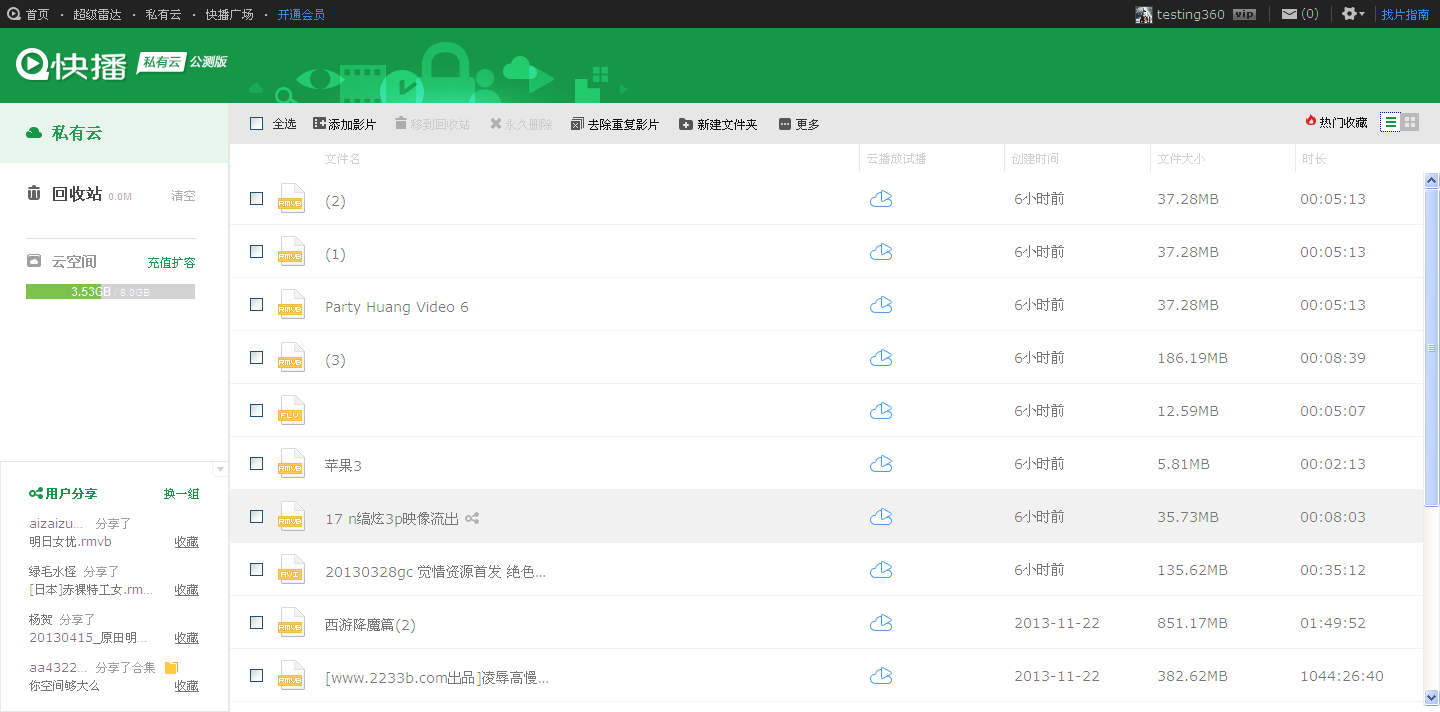 首页 · 超级雷达 · 私有云 · 快播广场 · 开通会员
testing360 vip (0) 找片指南
快播 私有云 公测版
私有云
回收站 0.0M 清空
云空间 充值扩容
3.53GB / 8.0GB
用户分享 换一组
aizaizu... 分享了
明日女优.rmvb 收藏
绿毛水怪 分享了
[日本]赤裸特工女.rm... 收藏
杨贺 分享了
20130415_原田明... 收藏
aa4322... 分享了合集
你空间够大么 收藏
全选 添加影片 移到回收站 永久删除 去除重复影片 新建文件夹 更多 热门收藏
文件名 云播放试播 创建时间 文件大小 时长
RMVB (2) 6小时前 37.28MB 00:05:13
RMVB (1) 6小时前 37.28MB 00:05:13
RMVB Party Huang Video 6 6小时前 37.28MB 00:05:13
RMVB (3) 6小时前 186.19MB 00:08:39
FLV 6小时前 12.59MB 00:05:07
RMVB 苹果3 6小时前 5.81MB 00:02:13
RMVB 17 n缟炫3p映像流出 6小时前 35.73MB 00:08:03
AVI 20130328gc 觉情资源首发 绝色... 6小时前 135.62MB 00:35:12
RMVB 西游降魔篇(2) 2013-11-22 851.17MB 01:49:52
RMVB [www.2233b.com出品]凌辱高慢... 2013-11-22 382.62MB 1044:26:40